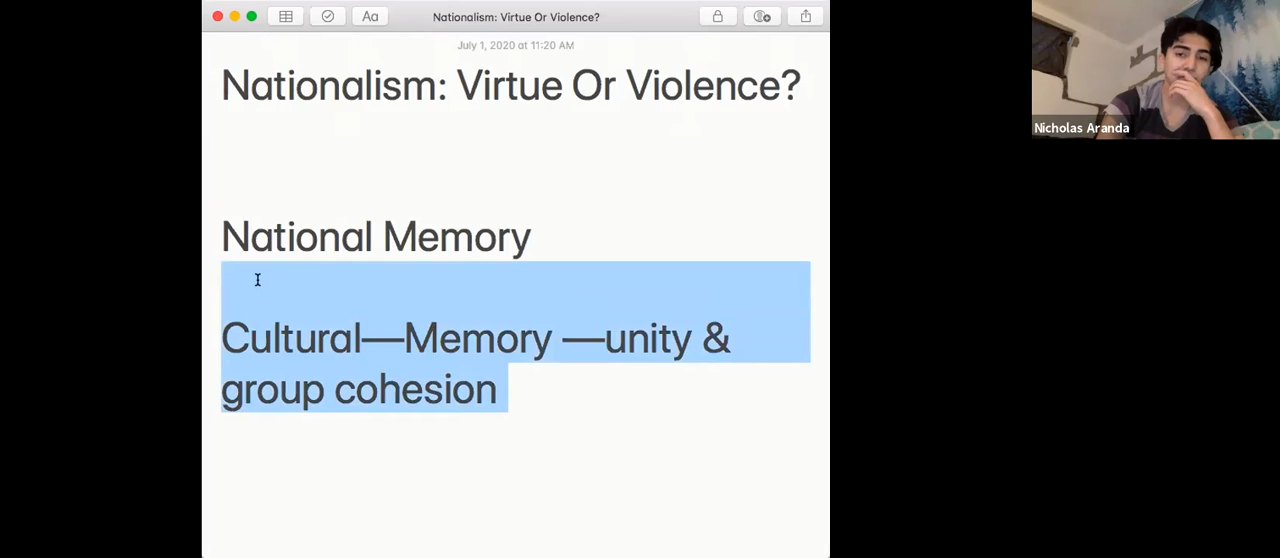 Aa
Nationalism: Virtue Or Violence?
July 1, 2020 at 11:20 AM
Nationalism: Virtue Or Violence?
National Memory
Cultural—Memory —unity &
group cohesion
Nicholas Aranda